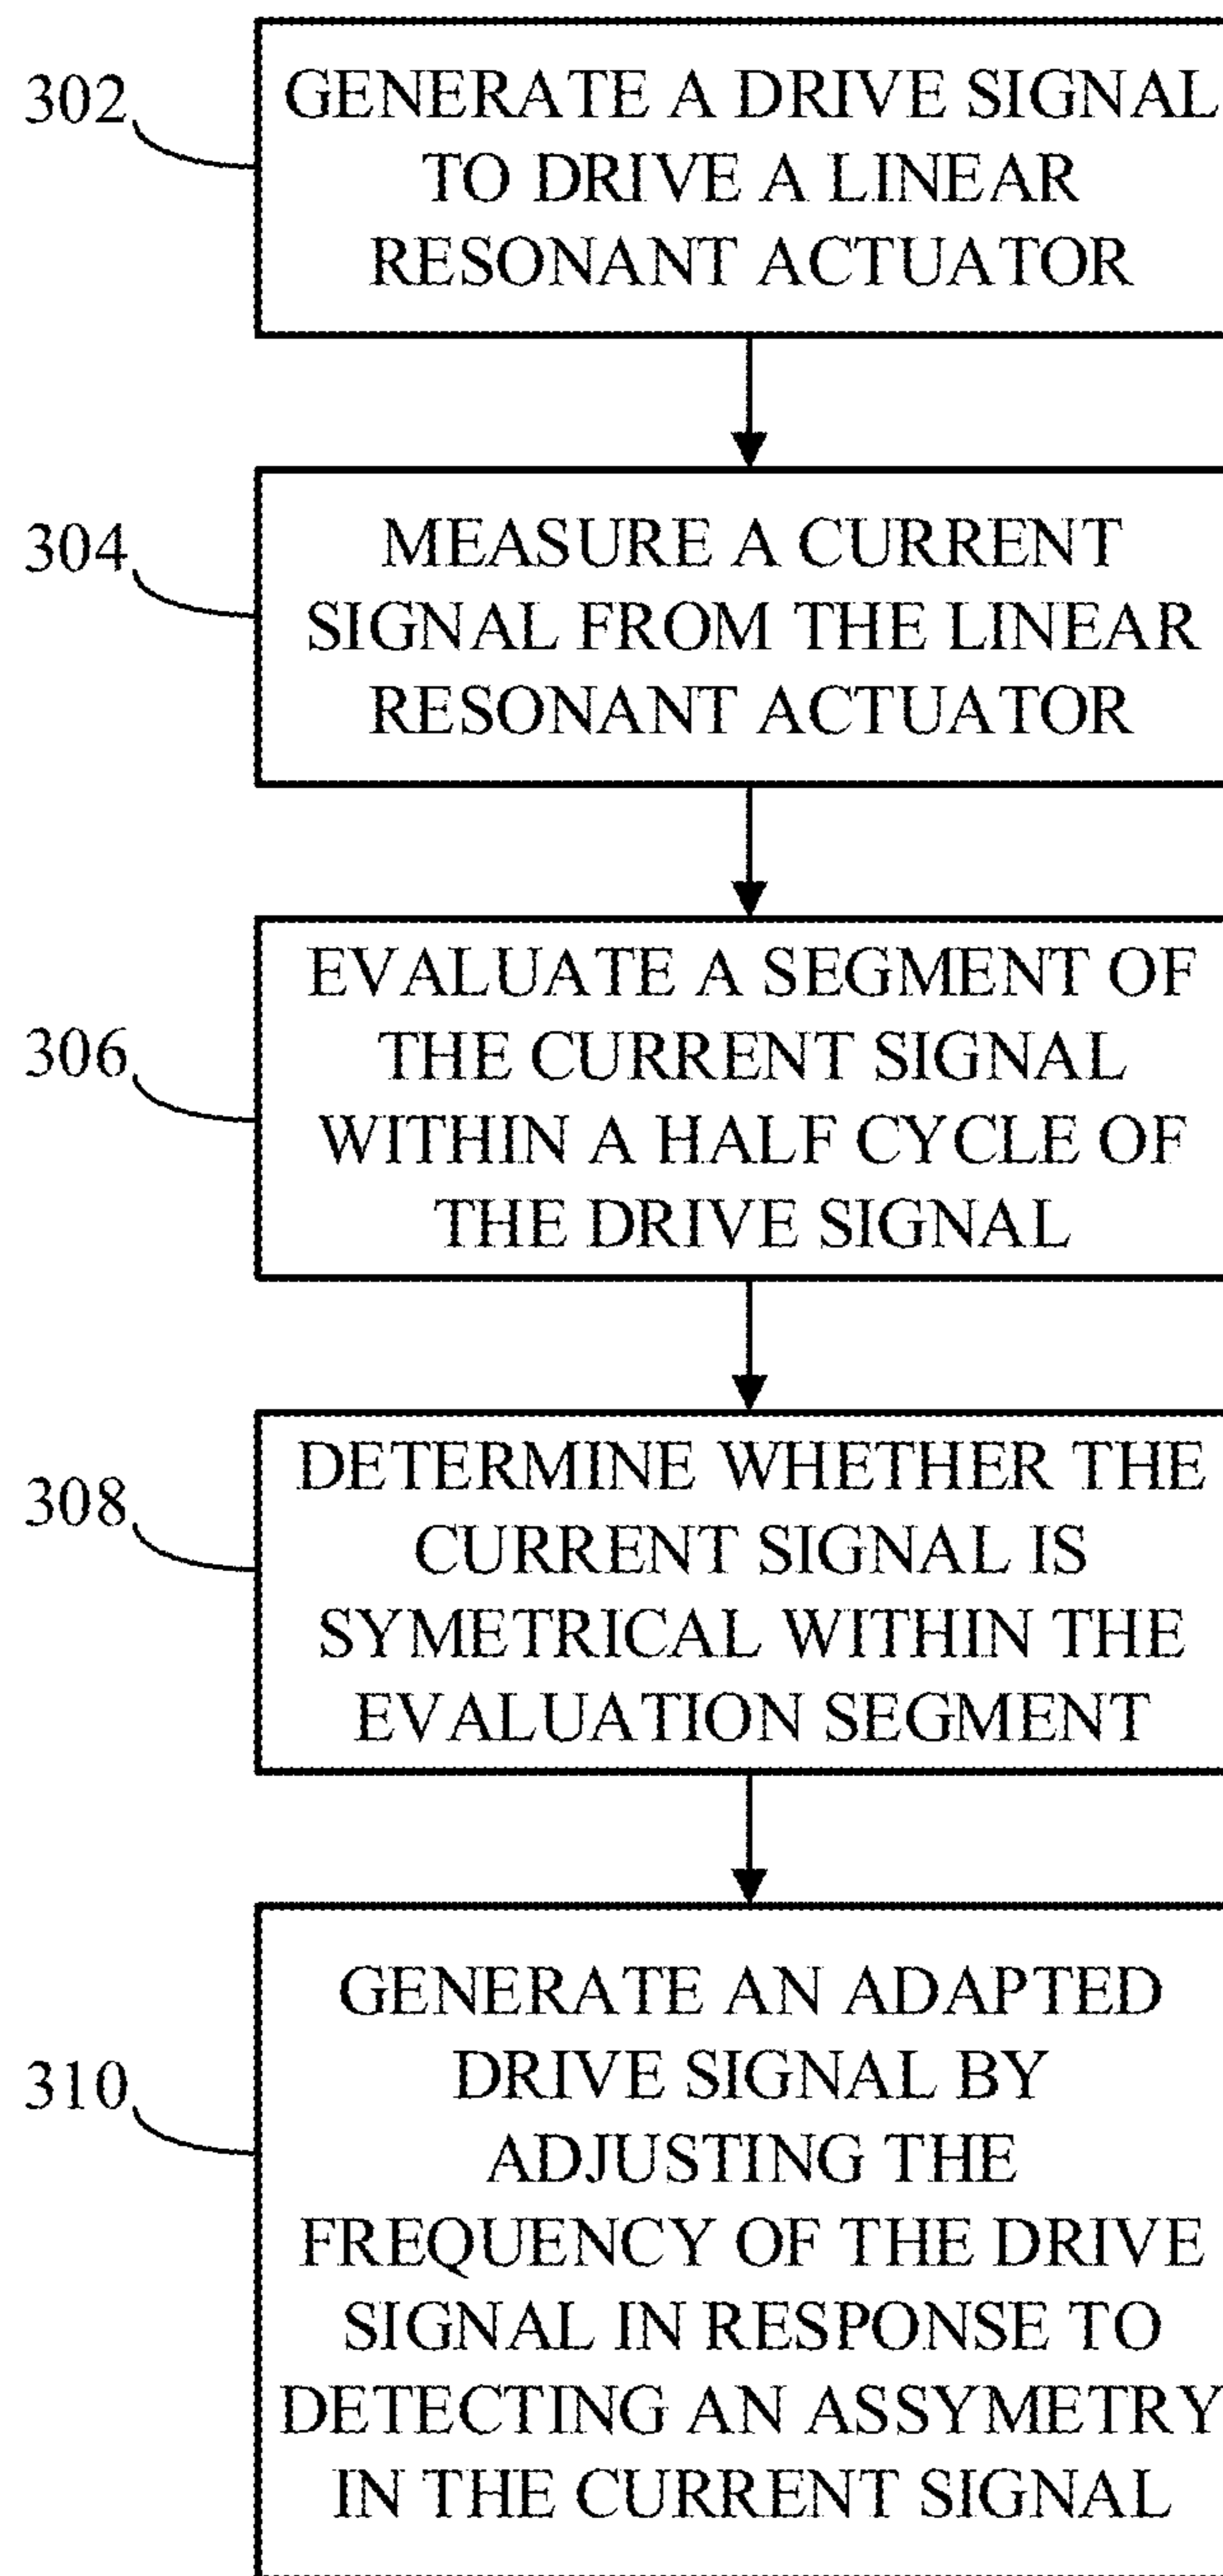 302
GENERATE A DRIVE SIGNAL
TO DRIVE A LINEAR
RESONANT ACTUATOR
304
MEASURE A CURRENT
SIGNAL FROM THE LINEAR
RESONANT ACTUATOR
306
EVALUATE A SEGMENT OF
THE CURRENT SIGNAL
WITHIN A HALF CYCLE OF
THE DRIVE SIGNAL
308
DETERMINE WHETHER THE
CURRENT SIGNAL IS
SYMETRICAL WITHIN THE
EVALUATION SEGMENT
310
GENERATE AN ADAPTED
DRIVE SIGNAL BY
ADJUSTING THE
FREQUENCY OF THE DRIVE
SIGNAL IN RESPONSE TO
DETECTING AN ASSYMETRY
IN THE CURRENT SIGNAL